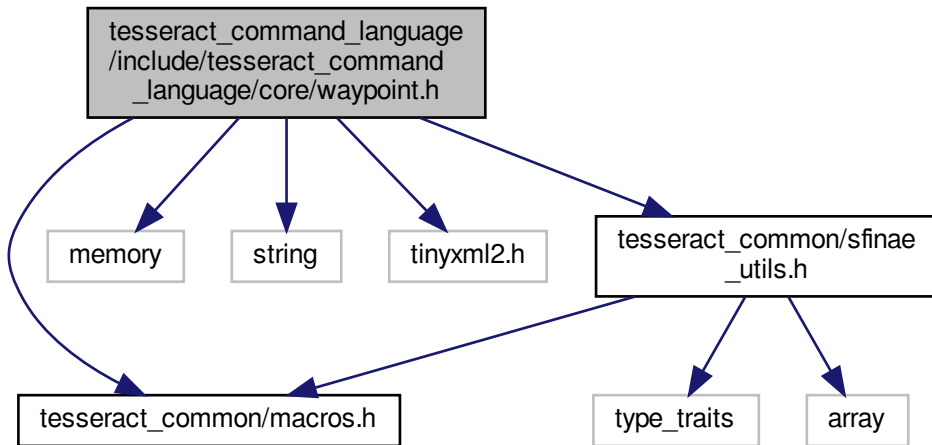 tesseract_command_language
/include/tesseract_command
_language/core/waypoint.h
memory
string
tinyxml2.h
tesseract_common/sfinae
_utils.h
tesseract_common/macros.h
type_traits
array